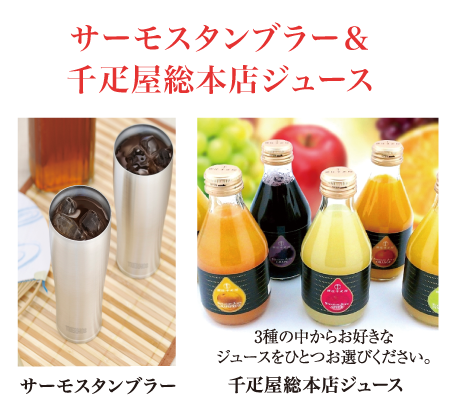 サーモスタンブラー＆
千疋屋総本店ジュース
3種の中からお好きな
ジュースをひとつお選びください。
サーモスタンブラー
千疋屋総本店ジュース